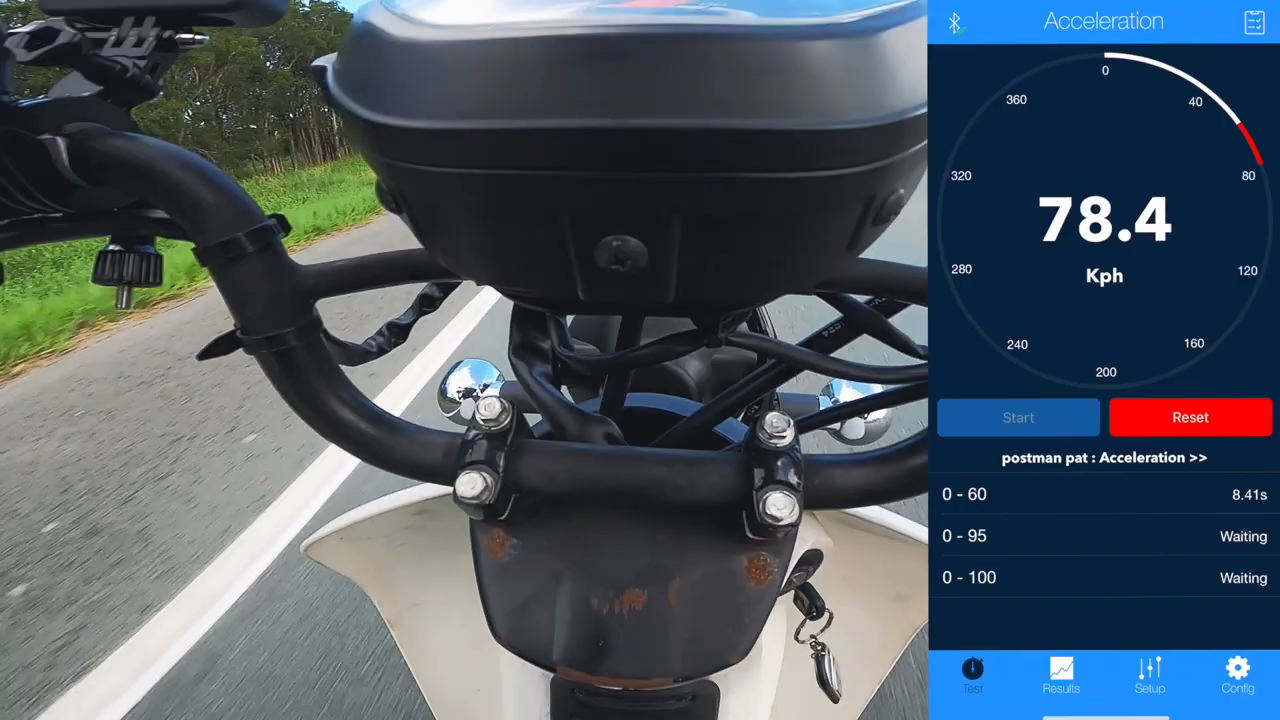 Acceleration
0
40
80
120
160
200
240
280
320
360
78.4
Kph
Start
Reset
postman pat : Acceleration >>
0 - 60 8.41s
0 - 95 Waiting
0 - 100 Waiting
Test
Results
Setup
Config